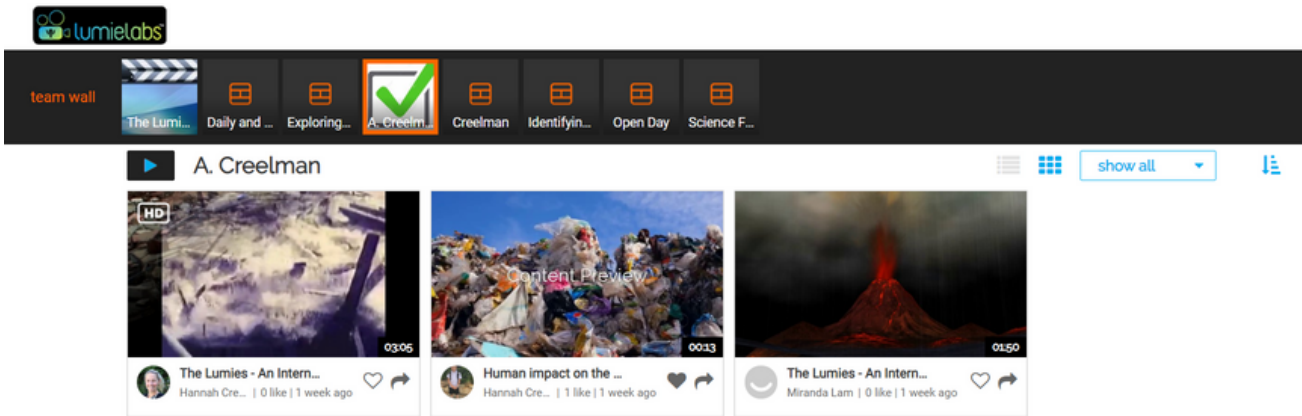 lumielabs™
team wall
The Lumi...
Daily and ...
Exploring...
A. Creelm...
Creelman
Identifyin...
Open Day
Science F...
A. Creelman
show all
HD
03:05
Content Preview
00:13
01:50
The Lumies - An Intern...
Hannah Cre... | 0 like | 1 week ago
Human impact on the ...
Hannah Cre... | 1 like | 1 week ago
The Lumies - An Intern...
Miranda Lam | 0 like | 1 week ago